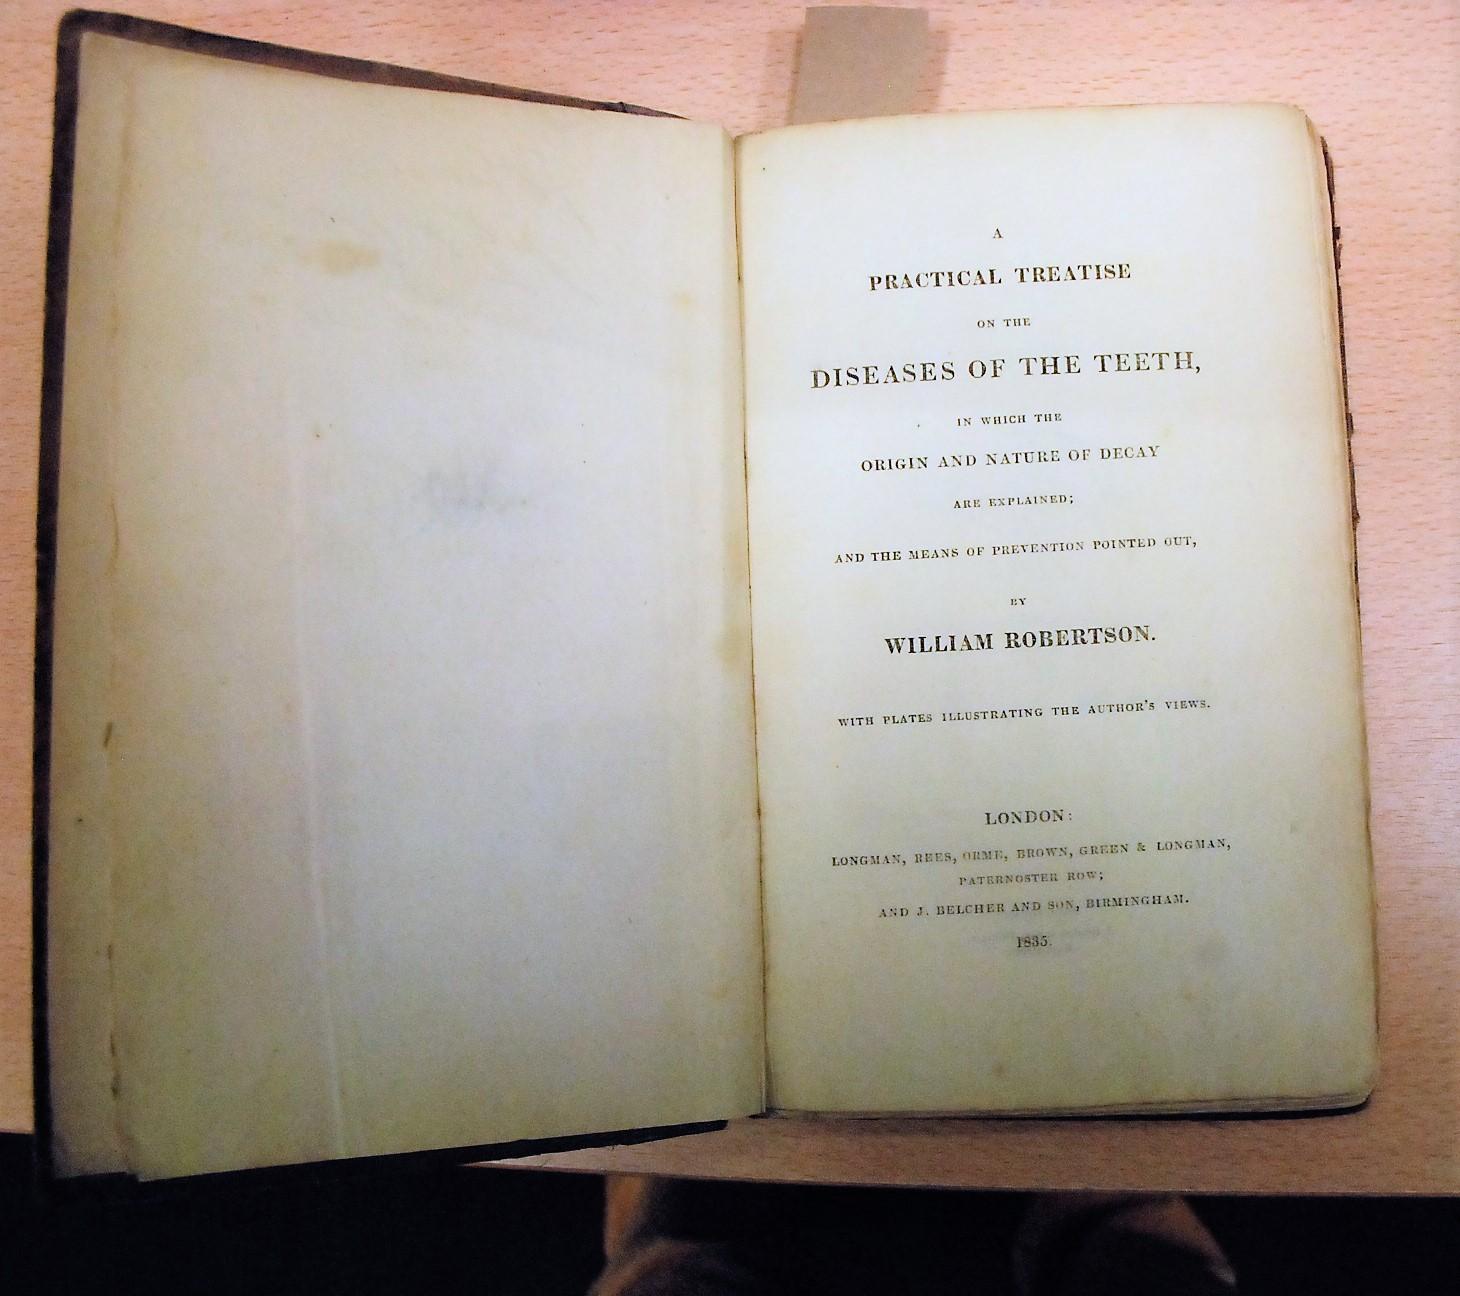 A
PRACTICAL TREATISE
ON THE
DISEASES OF THE TEETH,
IN WHICH THE
ORIGIN AND NATURE OF DECAY
ARE EXPLAINED;
AND THE MEANS OF PREVENTION POINTED OUT,
BY
WILLIAM ROBERTSON.
WITH PLATES ILLUSTRATING THE AUTHOR'S VIEWS.
LONDON:
LONGMAN, REES, ORME, BROWN, GREEN & LONGMAN,
PATERNOSTER ROW;
AND J. BELCHER AND SON, BIRMINGHAM.
1835.